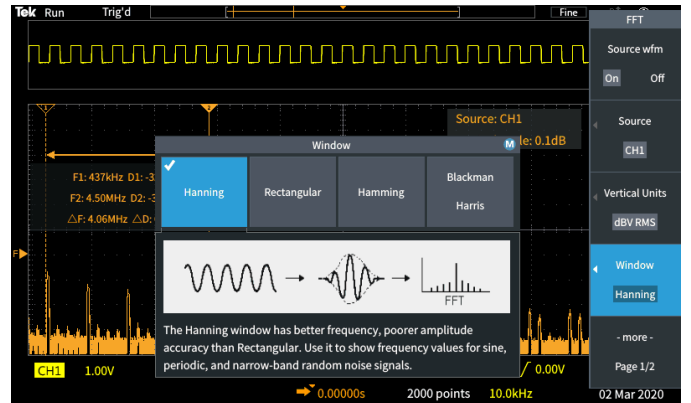 Tek Run Trig'd Fine
FFT
Source wfm
On Off
Source
CH1
Vertical Units
dBV RMS
Window
Hanning
- more -
Page 1/2
Source: CH1
le: 0.1dB
F1: 437kHz D1: -3
F2: 4.50MHz D2: -3
△F: 4.06MHz △D:
Window M
Hanning
Rectangular
Hamming
Blackman
Harris
FFT
The Hanning window has better frequency, poorer amplitude
accuracy than Rectangular. Use it to show frequency values for sine,
periodic, and narrow-band random noise signals.
F
CH1 1.00V 0.00V
0.00000s 2000 points 10.0kHz 02 Mar 2020